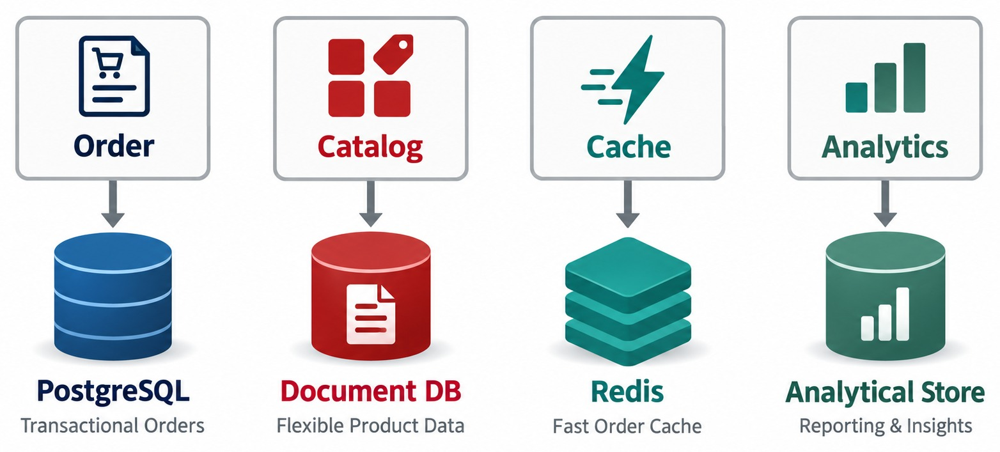 Order
Catalog
Cache
Analytics
PostgreSQL
Document DB
Redis
Analytical Store
Transactional Orders
Flexible Product Data
Fast Order Cache
Reporting & Insights